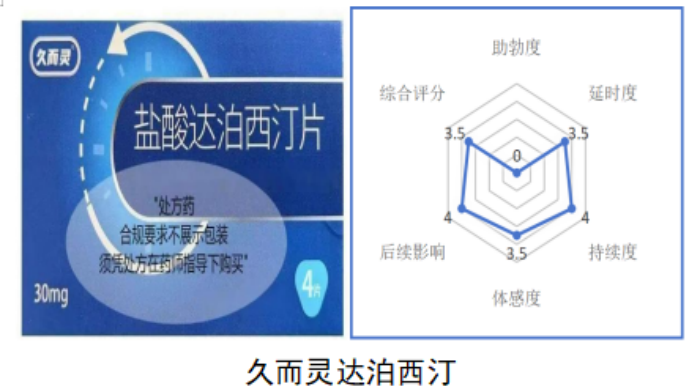 久而灵
盐酸达泊西汀片
"处方药
合规要求不展示包装
须凭处方在药师指导下购买"
30mg
4片
助勃度
综合评分
延时度
3.5
3.5
0
4
4
后续影响
3.5
持续度
体感度
久而灵达泊西汀